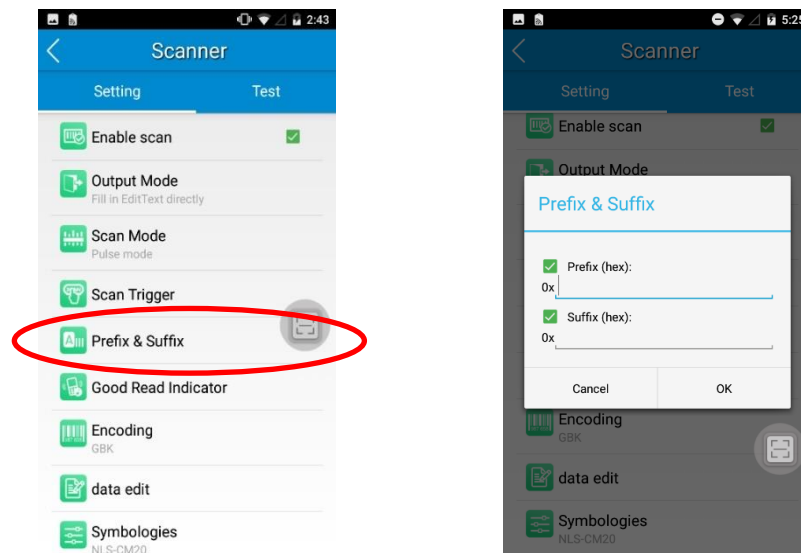 2:43
Scanner
Setting
Test
Enable scan
Output Mode
Fill in EditText directly
Scan Mode
Pulse mode
Scan Trigger
Prefix & Suffix
Good Read Indicator
Encoding
GBK
data edit
Symbologies
NLS-CM20
5:25
Scanner
Setting
Test
Enable scan
Output Mode
Prefix & Suffix
Prefix (hex):
0x
Suffix (hex):
0x
Cancel
OK
Encoding
GBK
data edit
Symbologies
NLS-CM20